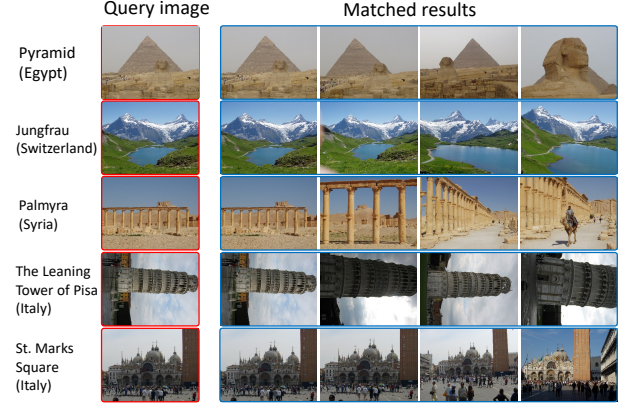 Query image
Matched results
Pyramid
(Egypt)
Jungfrau
(Switzerland)
Palmyra
(Syria)
The Leaning
Tower of Pisa
(Italy)
St. Marks
Square
(Italy)